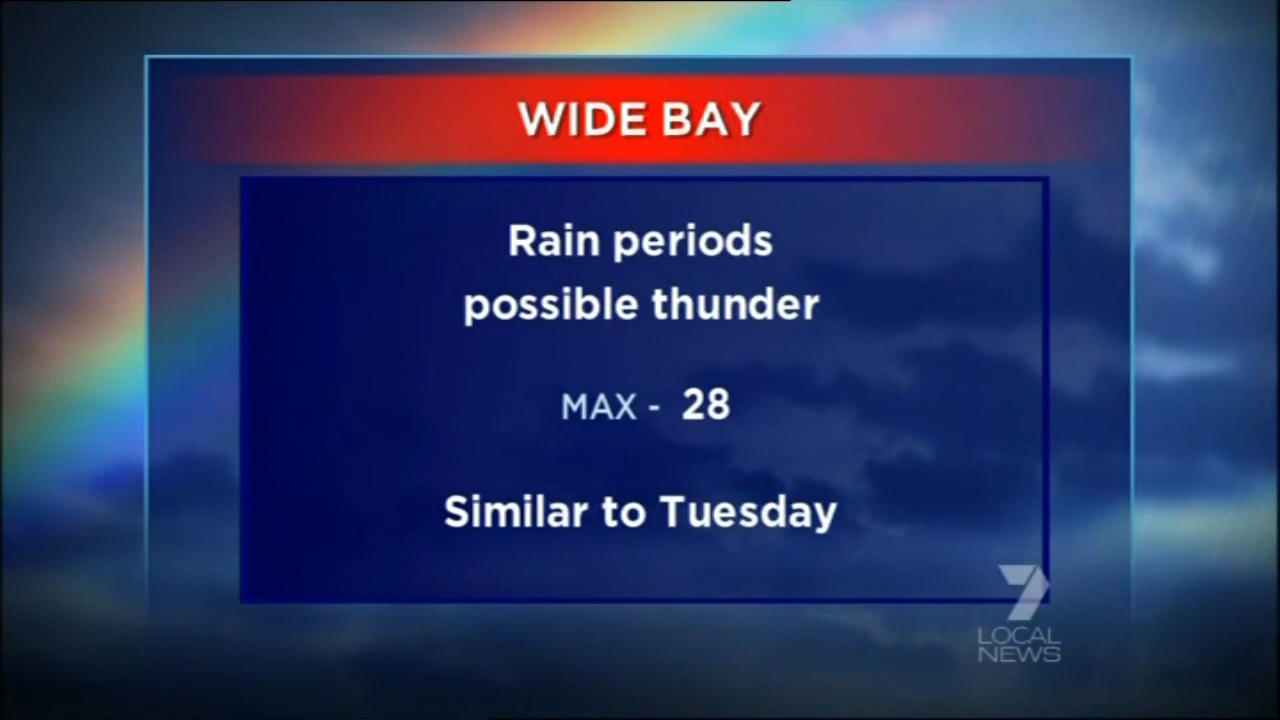 WIDE BAY
Rain periods
possible thunder
MAX - 28
Similar to Tuesday
7
LOCAL
NEWS